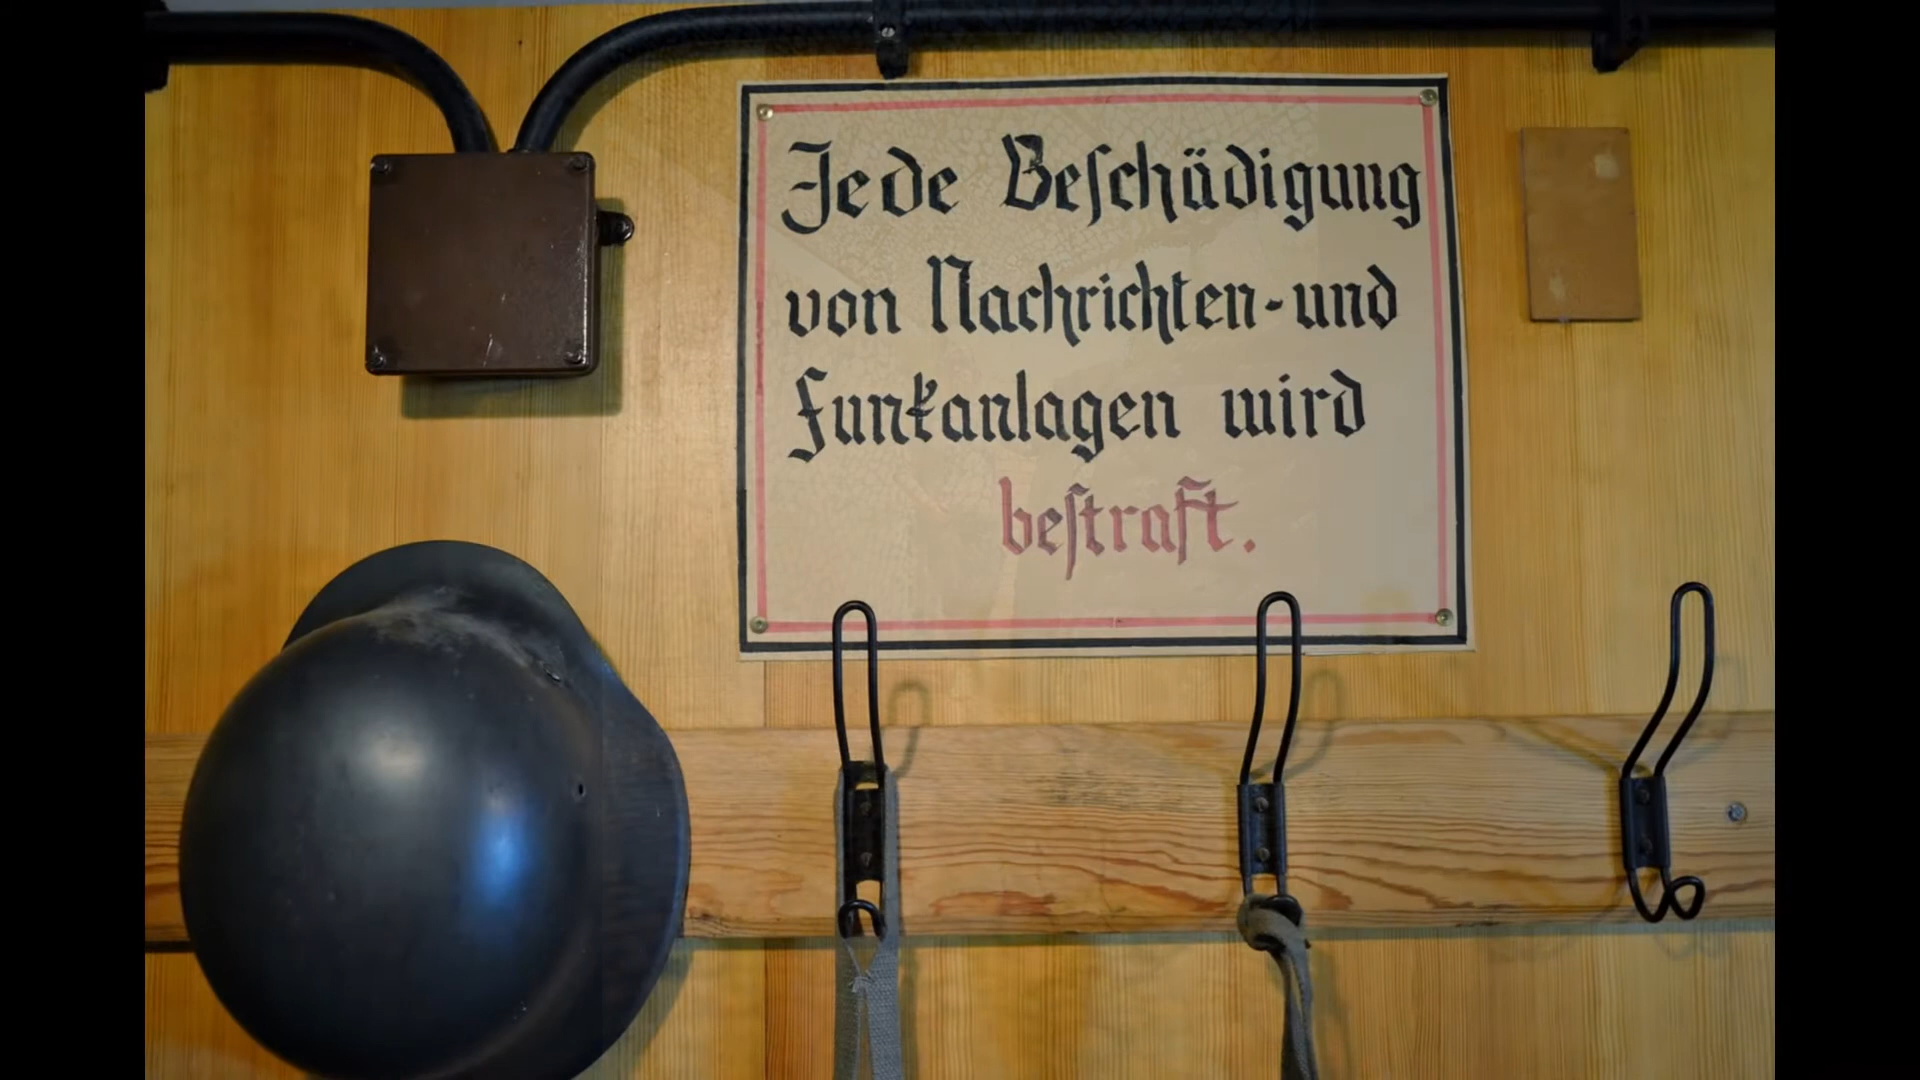 Jede Beſchädigung
von Nachrichten-und
Funkanlagen wird
beſtraft.